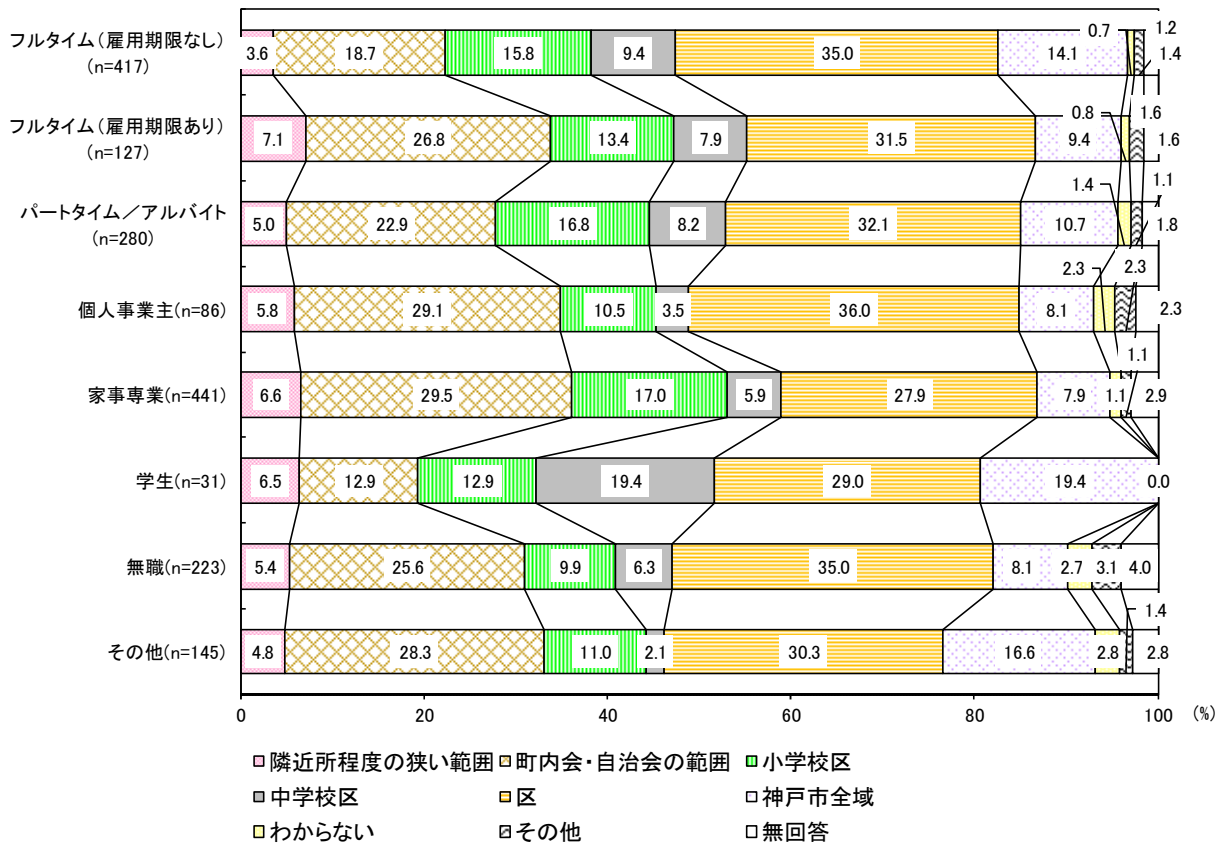 0.7
1.2
フルタイム(雇用期限なし)
(n=417)
3.6 18.7 15.8 9.4 35.0 14.1 1.4
0.8 1.6
フルタイム(雇用期限あり)
(n=127)
7.1 26.8 13.4 7.9 31.5 9.4 1.6
1.4 1.1
パートタイム/アルバイト
(n=280)
5.0 22.9 16.8 8.2 32.1 10.7 1.8
2.3 2.3
個人事業主(n=86) 5.8 29.1 10.5 3.5 36.0 8.1 2.3
1.1
家事専業(n=441) 6.6 29.5 17.0 5.9 27.9 7.9 1.1 2.9
学生(n=31) 6.5 12.9 12.9 19.4 29.0 19.4 0.0
無職(n=223) 5.4 25.6 9.9 6.3 35.0 8.1 2.7 3.1 4.0
1.4
その他(n=145) 4.8 28.3 11.0 2.1 30.3 16.6 2.8 2.8
0 20 40 60 80 100 (%)
隣近所程度の狭い範囲 町内会・自治会の範囲 小学校区
中学校区 区 神戸市全域
わからない その他 無回答